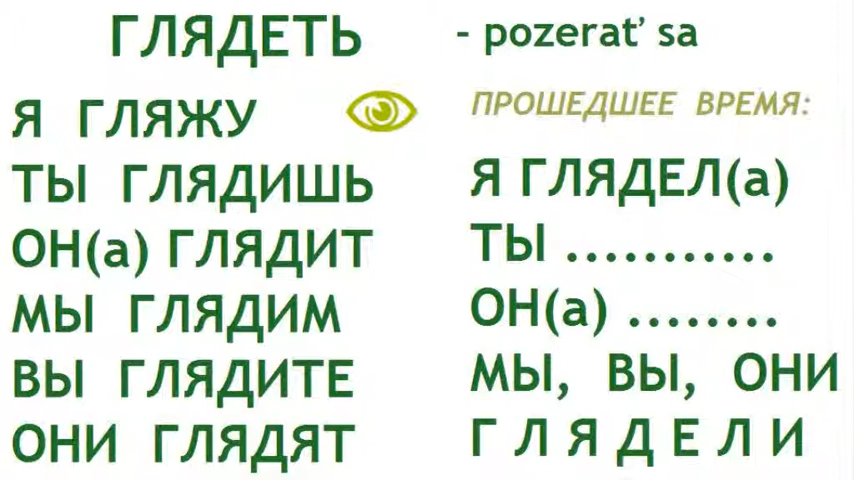 ГЛЯДЕТЬ - pozerať sa
Я ГЛЯЖУ
ТЫ ГЛЯДИШЬ
ОН(а) ГЛЯДИТ
МЫ ГЛЯДИМ
ВЫ ГЛЯДИТЕ
ОНИ ГЛЯДЯТ
ПРОШЕДШЕЕ ВРЕМЯ:
Я ГЛЯДЕЛ(а)
ТЫ ...........
ОН(а) ........
МЫ, ВЫ, ОНИ
Г Л Я Д Е Л И